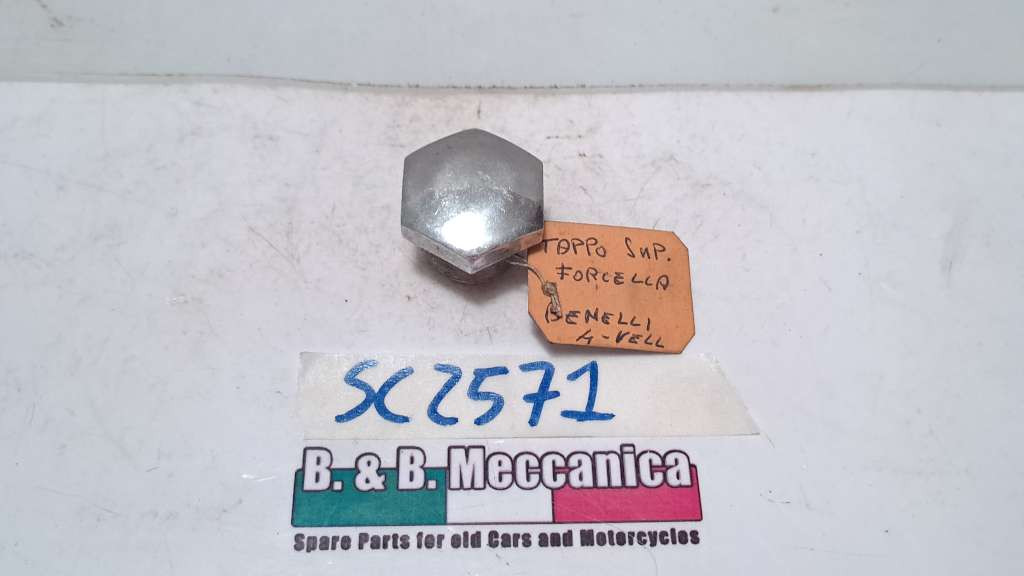 TAPPO SUP.
FORCELLA
BENELLI
4-VELL
SC2571
B. & B. Meccanica
Spare Parts for old Cars and Motorcycles